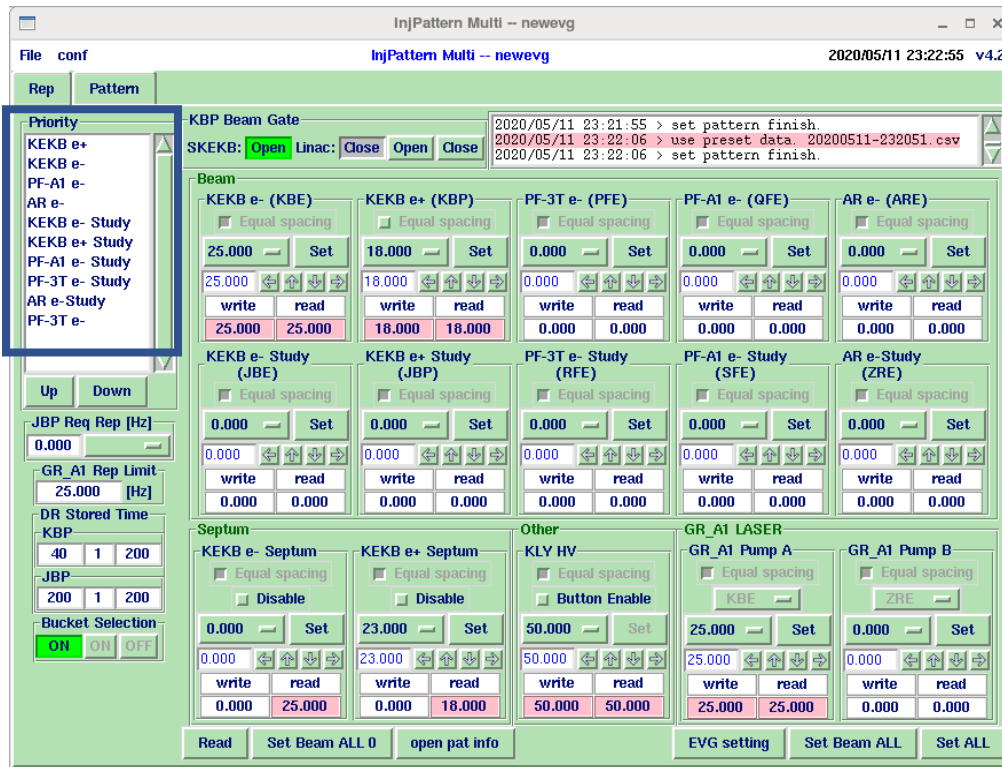 InjPattern Multi -- newevg
File conf InjPattern Multi -- newevg 2020/05/11 23:22:55 v4.2
Rep Pattern
Priority
KEKB e+
KEKB e-
PF-A1 e-
AR e-
KEKB e- Study
KEKB e+ Study
PF-A1 e- Study
PF-3T e- Study
AR e-Study
PF-3T e-
Up Down
JBP Req Rep [Hz]
0.000
GR_A1 Rep Limit
25.000 [Hz]
DR Stored Time
KBP
40 1 200
JBP
200 1 200
Bucket Selection
ON ON OFF
KBP Beam Gate
SKEKB: Open Linac: Close Open Close
2020/05/11 23:21:55 > set pattern finish.
2020/05/11 23:22:06 > use preset data. 20200511-232051.csv
2020/05/11 23:22:06 > set pattern finish.
Beam
KEKB e- (KBE) KEKB e+ (KBP) PF-3T e- (PFE) PF-A1 e- (QFE) AR e- (ARE)
Equal spacing Equal spacing Equal spacing Equal spacing Equal spacing
25.000 Set 18.000 Set 0.000 Set 0.000 Set 0.000 Set
25.000 18.000 0.000 0.000 0.000
write read write read write read write read write read
25.000 25.000 18.000 18.000 0.000 0.000 0.000 0.000 0.000 0.000
KEKB e- Study KEKB e+ Study PF-3T e- Study PF-A1 e- Study AR e-Study
(JBE) (JBP) (RFE) (SFE) (ZRE)
Equal spacing Equal spacing Equal spacing Equal spacing Equal spacing
0.000 Set 0.000 Set 0.000 Set 0.000 Set 0.000 Set
0.000 0.000 0.000 0.000 0.000
write read write read write read write read write read
0.000 0.000 0.000 0.000 0.000 0.000 0.000 0.000 0.000 0.000
Septum Other GR_A1 LASER
KEKB e- Septum KEKB e+ Septum KLY HV GR_A1 Pump A GR_A1 Pump B
Equal spacing Equal spacing Equal spacing Equal spacing Equal spacing
Disable Disable Button Enable KBE ZRE
0.000 Set 23.000 Set 50.000 Set 25.000 Set 0.000 Set
0.000 23.000 50.000 25.000 0.000
write read write read write read write read write read
0.000 25.000 0.000 18.000 50.000 50.000 25.000 25.000 0.000 0.000
Read Set Beam ALL 0 open pat info EVG setting Set Beam ALL Set ALL